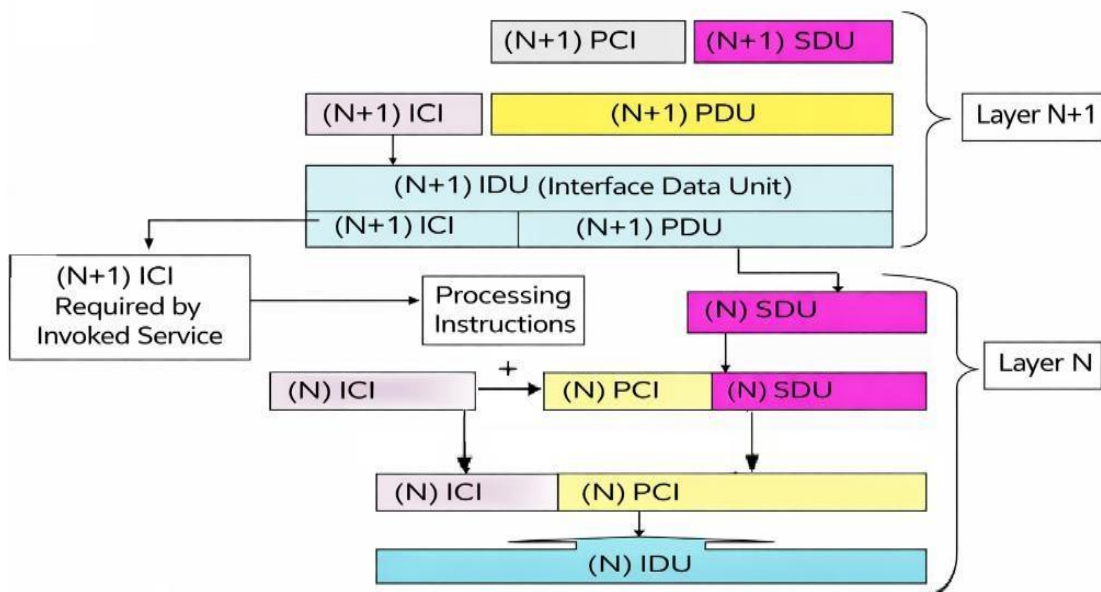 (N+1) PCI
(N+1) SDU
(N+1) ICI
(N+1) PDU
Layer N+1
(N+1) IDU (Interface Data Unit)
(N+1) ICI
(N+1) PDU
(N+1) ICI
Required by
Invoked Service
Processing
Instructions
(N) SDU
Layer N
(N) ICI
+
(N) PCI
(N) SDU
(N) ICI
(N) PCI
(N) IDU